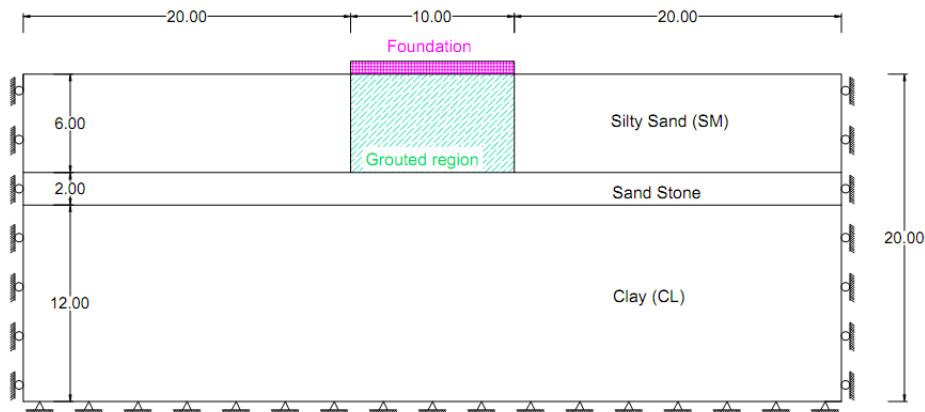 20.00
10.00
20.00
Foundation
6.00
Silty Sand (SM)
Grouted region
2.00
Sand Stone
20.00
12.00
Clay (CL)